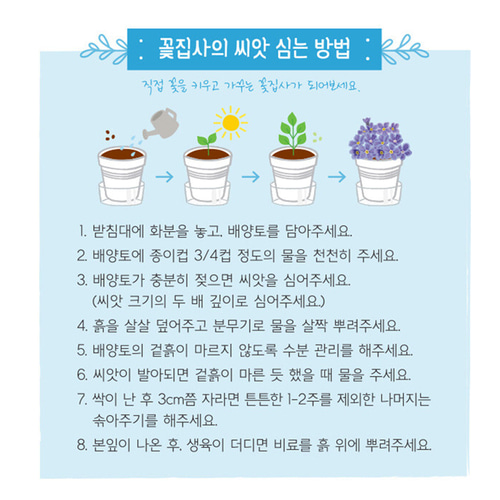 꽃집사의 씨앗 심는 방법
직접 꽃을 키우고 가꾸는 꽃집사가 되어보세요.
1. 받침대에 화분을 놓고, 배양토를 담아주세요.
2. 배양토에 종이컵 3/4컵 정도의 물을 천천히 주세요.
3. 배양토가 충분히 젖으면 씨앗을 심어주세요.
(씨앗 크기의 두 배 깊이로 심어주세요.)
4. 흙을 살살 덮어주고 분무기로 물을 살짝 뿌려주세요.
5. 배양토의 겉흙이 마르지 않도록 수분 관리를 해주세요.
6. 씨앗이 발아되면 겉흙이 마른 듯 했을 때 물을 주세요.
7. 싹이 난 후 3cm쯤 자라면 튼튼한 1-2주를 제외한 나머지는
솎아주기를 해주세요.
8. 본잎이 나온 후, 생육이 더디면 비료를 흙 위에 뿌려주세요.